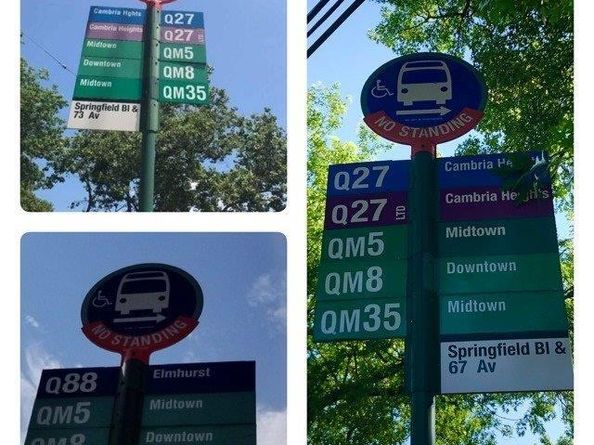 Cambria Hghts Q27
Cambria Heights Q27
Midtown QM5
Downtown QM8
Midtown QM35
Springfield Bl &
73 Av
NO STANDING
Q88 Elmhurst
QM5 Midtown
QM8 Downtown
NO STANDING
Q27 Cambria
Q27 LTD Cambria Heights
QM5 Midtown
QM8 Downtown
QM35 Midtown
Springfield Bl &
67 Av